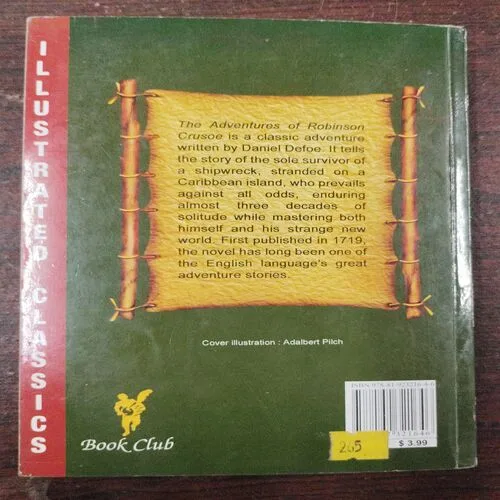 ILLUSTRATED CLASSICS
The Adventures of Robinson
Crusoe is a classic adventure
written by Daniel Defoe. It tells
the story of the sole survivor of
a shipwreck, stranded on a
Caribbean island, who prevails
against all odds, enduring
almost three decades of
solitude while mastering both
himself and his strange new
world. First published in 1719,
the novel has long been one of
the English language's great
adventure stories.
Cover illustration : Adalbert Pilch
Book Club
265
$ 3.99